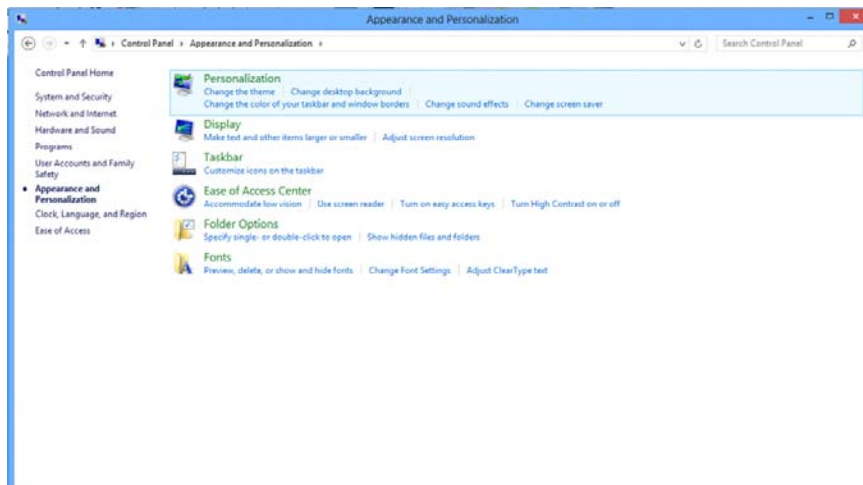 Appearance and Personalization
Control Panel Appearance and Personalization
Search Control Panel
Control Panel Home
System and Security
Network and Internet
Hardware and Sound
Programs
User Accounts and Family
Safety
Appearance and
Personalization
Clock, Language, and Region
Ease of Access
Personalization
Change the theme Change desktop background
Change the color of your taskbar and window borders Change sound effects Change screen saver
Display
Make text and other items larger or smaller Adjust screen resolution
Taskbar
Customize icons on the taskbar
Ease of Access Center
Accommodate low vision Use screen reader Turn on easy access keys Turn High Contrast on or off
Folder Options
Specify single- or double-click to open Show hidden files and folders
Fonts
Preview, delete, or show and hide fonts Change Font Settings Adjust ClearType text